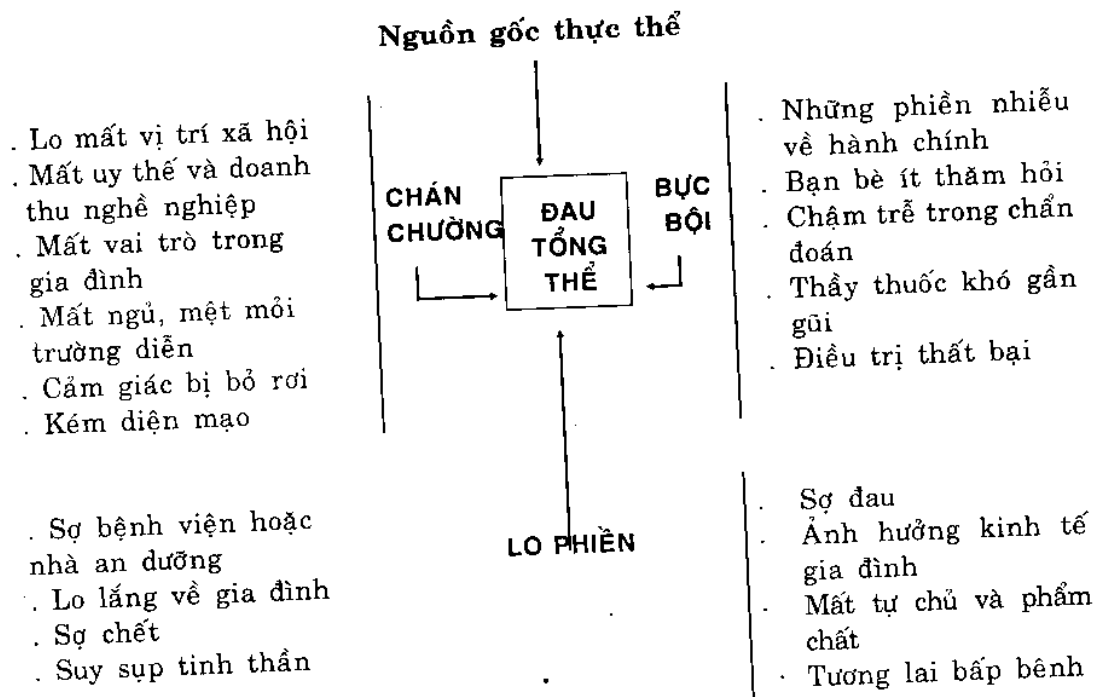 Nguồn gốc thực thể
. Lo mất vị trí xã hội
. Mất uy thế và doanh
thu nghề nghiệp
. Mất vai trò trong
gia đình
. Mất ngủ, mệt mỏi
trường diễn
. Cảm giác bị bỏ rơi
. Kém diện mạo
CHÁN
CHƯỜNG
ĐAU
TỔNG
THỂ
BỰC
BỘI
. Những phiền nhiễu
về hành chính
. Bạn bè ít thăm hỏi
. Chậm trễ trong chẩn
đoán
. Thầy thuốc khó gần
gũi
. Điều trị thất bại
. Sợ bệnh viện hoặc
nhà an dưỡng
. Lo lắng về gia đình
. Sợ chết
. Suy sụp tinh thần
LO PHIỀN
. Sợ đau
. Ảnh hưởng kinh tế
gia đình
. Mất tự chủ và phẩm
chất
. Tương lai bấp bênh